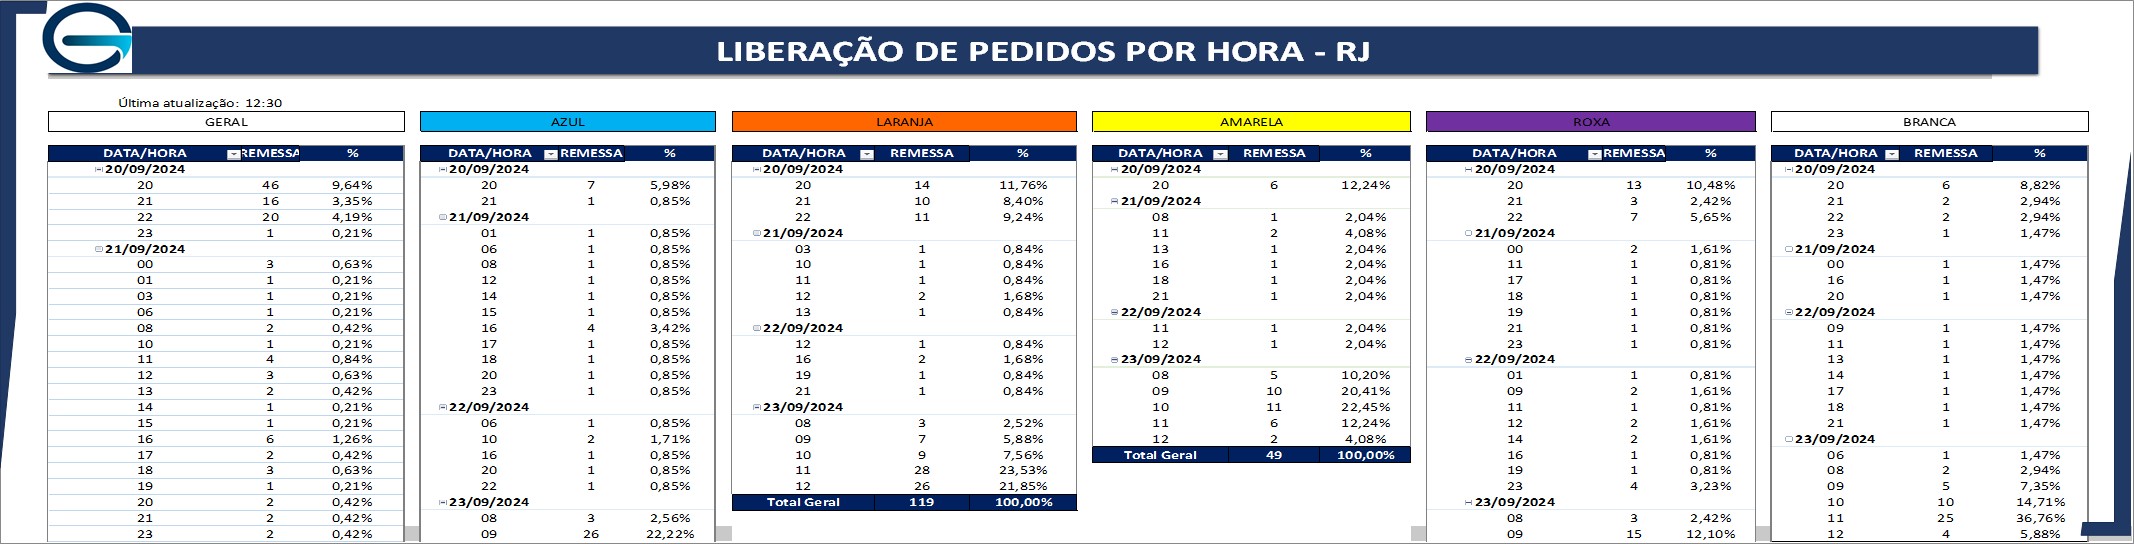 LIBERAÇÃO DE PEDIDOS POR HORA - RJ
Última atualização: 12:30
GERAL
DATA/HORA REMESSA %
20/09/2024
20 46 9,64%
21 16 3,35%
22 20 4,19%
23 1 0,21%
21/09/2024
00 3 0,63%
01 1 0,21%
03 1 0,21%
06 1 0,21%
08 2 0,42%
10 1 0,21%
11 4 0,84%
12 3 0,63%
13 2 0,42%
14 1 0,21%
15 1 0,21%
16 6 1,26%
17 2 0,42%
18 3 0,63%
19 1 0,21%
20 2 0,42%
21 2 0,42%
23 2 0,42%
AZUL
DATA/HORA REMESSA %
20/09/2024
20 7 5,98%
21 1 0,85%
21/09/2024
01 1 0,85%
06 1 0,85%
08 1 0,85%
12 1 0,85%
14 1 0,85%
15 1 0,85%
16 4 3,42%
17 1 0,85%
18 1 0,85%
20 1 0,85%
23 1 0,85%
22/09/2024
06 1 0,85%
10 2 1,71%
16 1 0,85%
20 1 0,85%
22 1 0,85%
23/09/2024
08 3 2,56%
09 26 22,22%
LARANJA
DATA/HORA REMESSA %
20/09/2024
20 14 11,76%
21 10 8,40%
22 11 9,24%
21/09/2024
03 1 0,84%
10 1 0,84%
11 1 0,84%
12 2 1,68%
13 1 0,84%
22/09/2024
12 1 0,84%
16 2 1,68%
19 1 0,84%
21 1 0,84%
23/09/2024
08 3 2,52%
09 7 5,88%
10 9 7,56%
11 28 23,53%
12 26 21,85%
Total Geral 119 100,00%
AMARELA
DATA/HORA REMESSA %
20/09/2024
20 6 12,24%
21/09/2024
08 1 2,04%
11 2 4,08%
13 1 2,04%
16 1 2,04%
18 1 2,04%
21 1 2,04%
22/09/2024
11 1 2,04%
12 1 2,04%
23/09/2024
08 5 10,20%
09 10 20,41%
10 11 22,45%
11 6 12,24%
12 2 4,08%
Total Geral 49 100,00%
ROXA
DATA/HORA REMESSA %
20/09/2024
20 13 10,48%
21 3 2,42%
22 7 5,65%
21/09/2024
00 2 1,61%
11 1 0,81%
17 1 0,81%
18 1 0,81%
19 1 0,81%
21 1 0,81%
23 1 0,81%
22/09/2024
01 1 0,81%
09 2 1,61%
11 1 0,81%
12 2 1,61%
14 2 1,61%
16 1 0,81%
19 1 0,81%
23 4 3,23%
23/09/2024
08 3 2,42%
09 15 12,10%
BRANCA
DATA/HORA REMESSA %
20/09/2024
20 6 8,82%
21 2 2,94%
22 2 2,94%
23 1 1,47%
21/09/2024
00 1 1,47%
16 1 1,47%
20 1 1,47%
22/09/2024
09 1 1,47%
11 1 1,47%
13 1 1,47%
14 1 1,47%
17 1 1,47%
18 1 1,47%
21 1 1,47%
23/09/2024
06 1 1,47%
08 2 2,94%
09 5 7,35%
10 10 14,71%
11 25 36,76%
12 4 5,88%